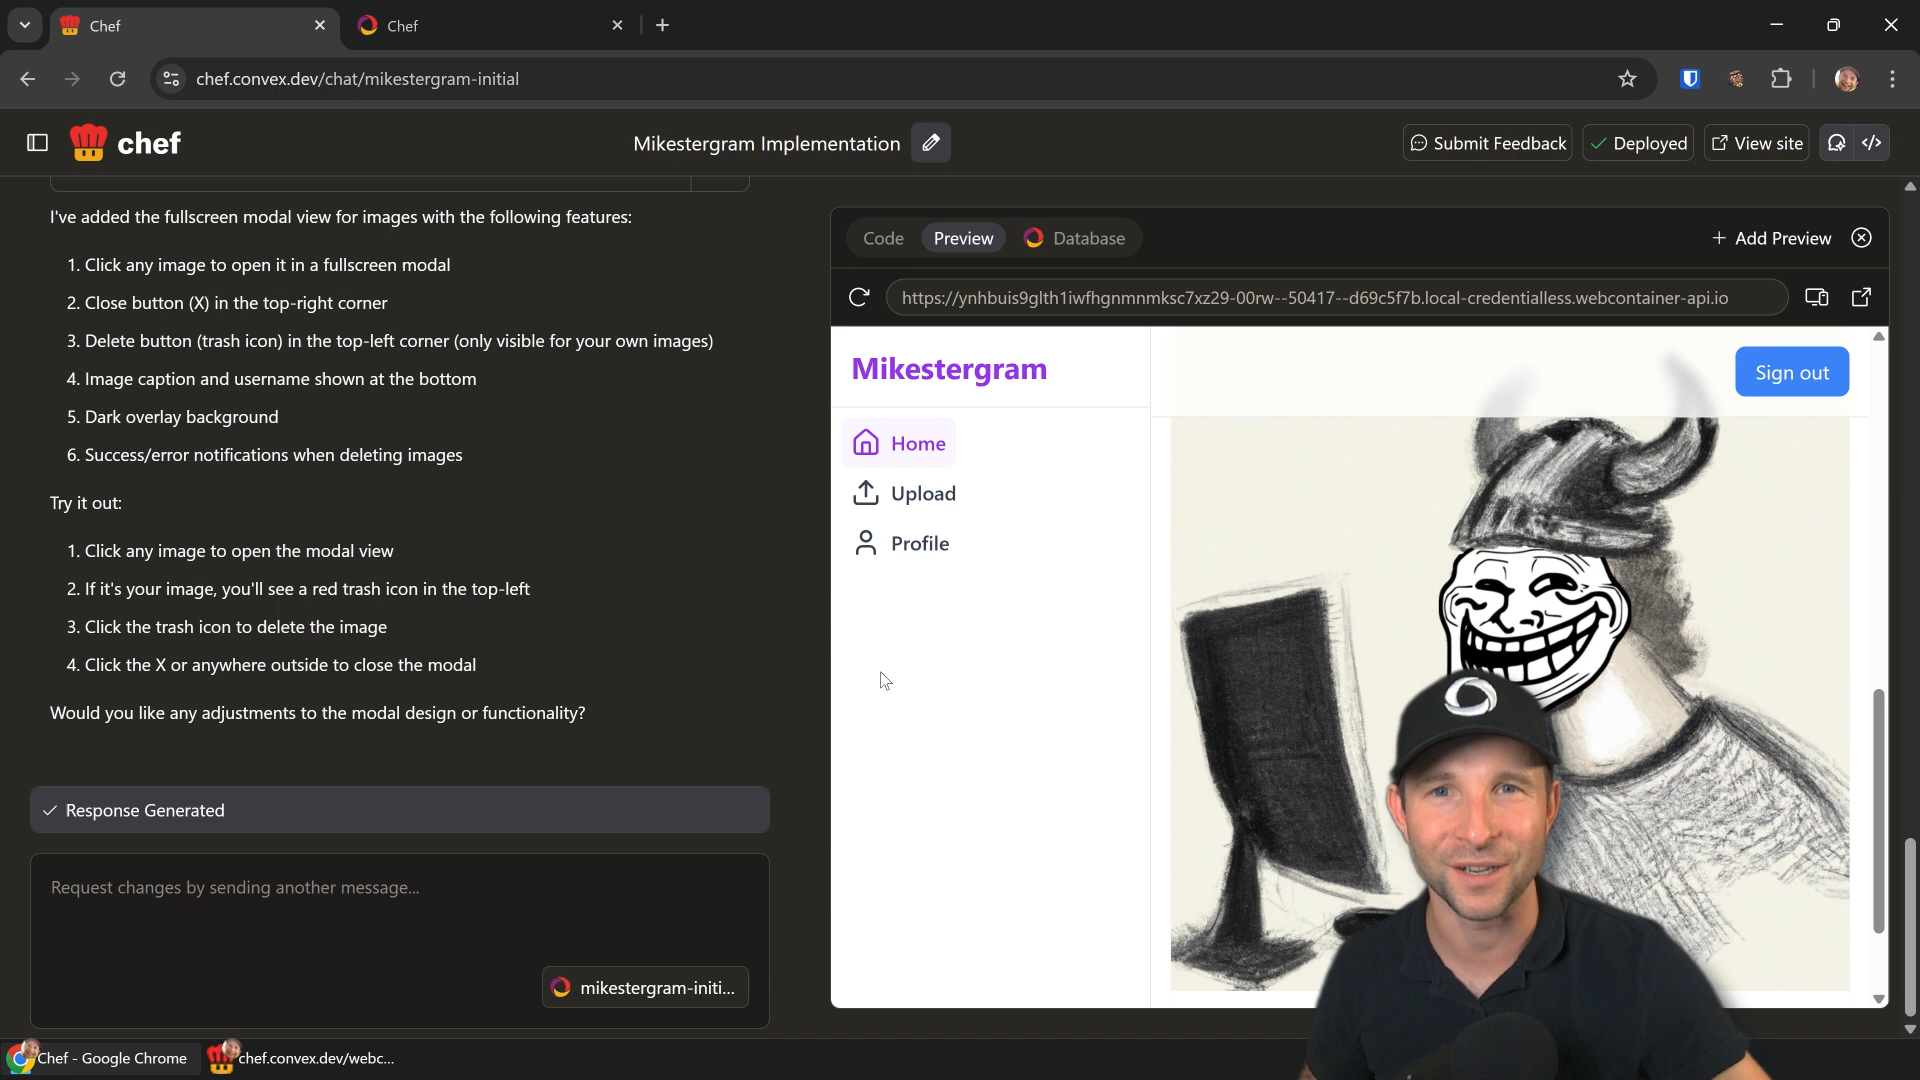 Chef
Chef
chef.convex.dev/chat/mikestergram-initial
chef
Mikestergram Implementation
Submit Feedback
Deployed
View site
I've added the fullscreen modal view for images with the following features:
1. Click any image to open it in a fullscreen modal
2. Close button (X) in the top-right corner
3. Delete button (trash icon) in the top-left corner (only visible for your own images)
4. Image caption and username shown at the bottom
5. Dark overlay background
6. Success/error notifications when deleting images
Try it out:
1. Click any image to open the modal view
2. If it's your image, you'll see a red trash icon in the top-left
3. Click the trash icon to delete the image
4. Click the X or anywhere outside to close the modal
Would you like any adjustments to the modal design or functionality?
Response Generated
Request changes by sending another message...
mikestergram-initi...
Code
Preview
Database
+ Add Preview
https://ynhbuis9glth1iwfhgnmnmksc7xz29-00rw--50417--d69c5f7b.local-credentialless.webcontainer-api.io
Mikestergram
Sign out
Home
Upload
Profile
Chef - Google Chrome
chef.convex.dev/webc...